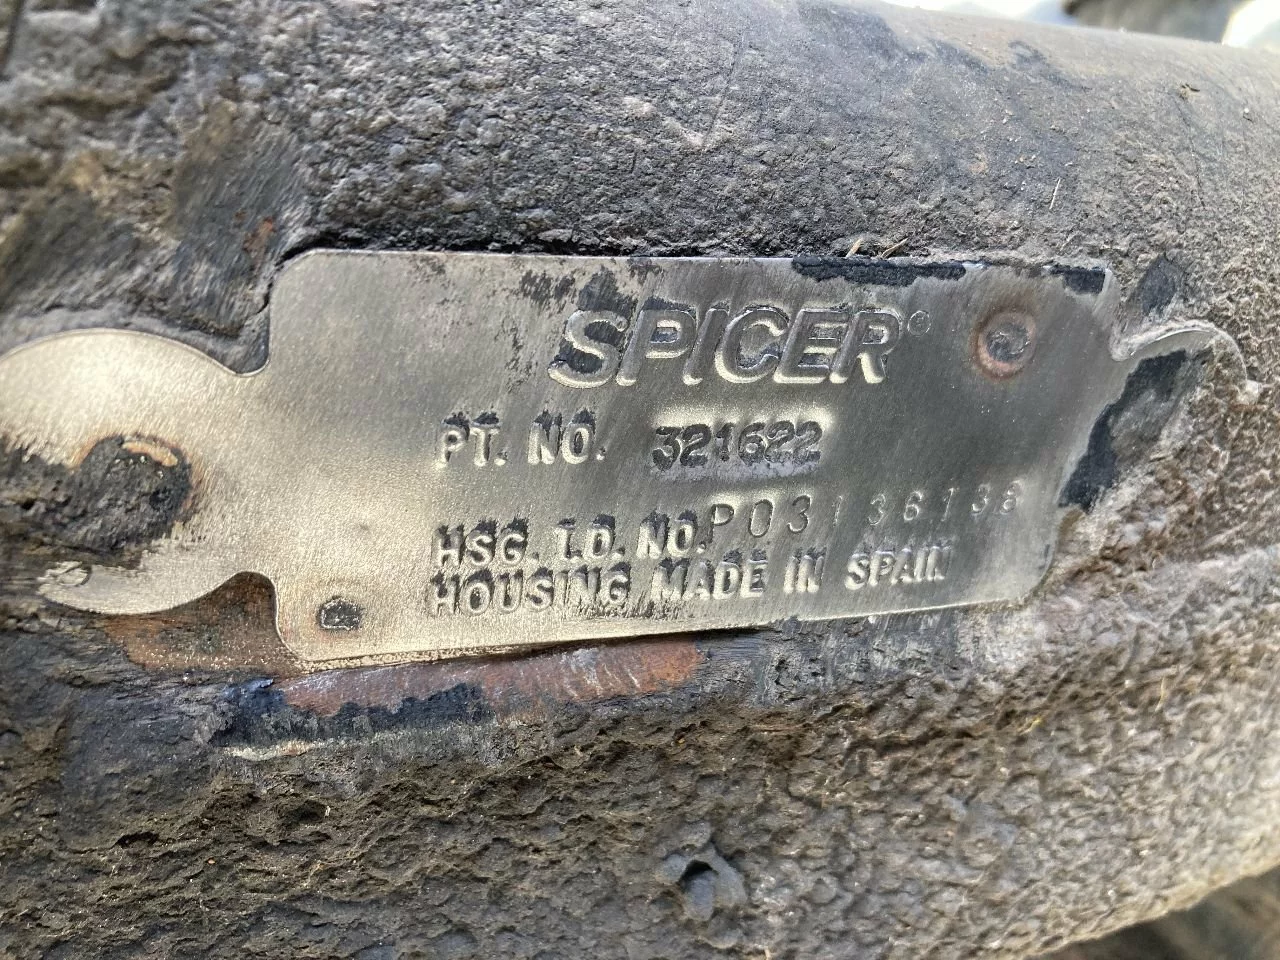 SPICER®
PT. NO. 321622
HSG. I.D. NO. P03136138
HOUSING MADE IN SPAIN